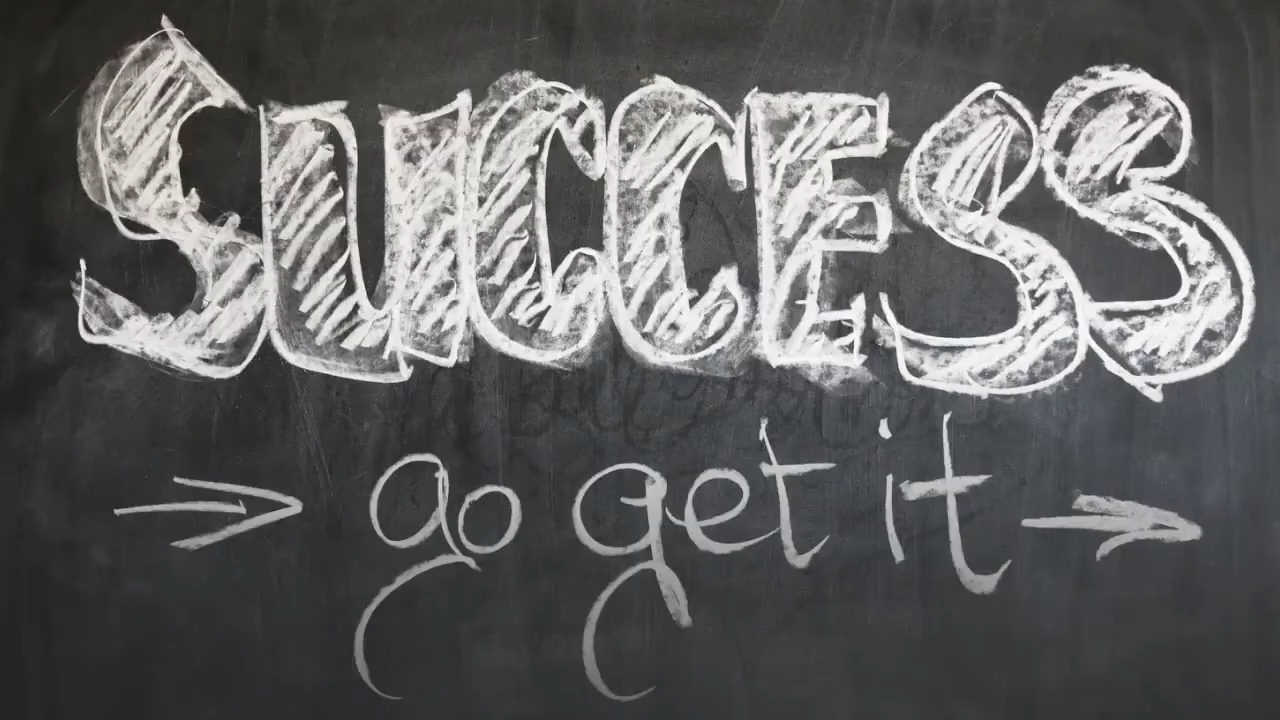 SUCCESS
⇒ go get it →